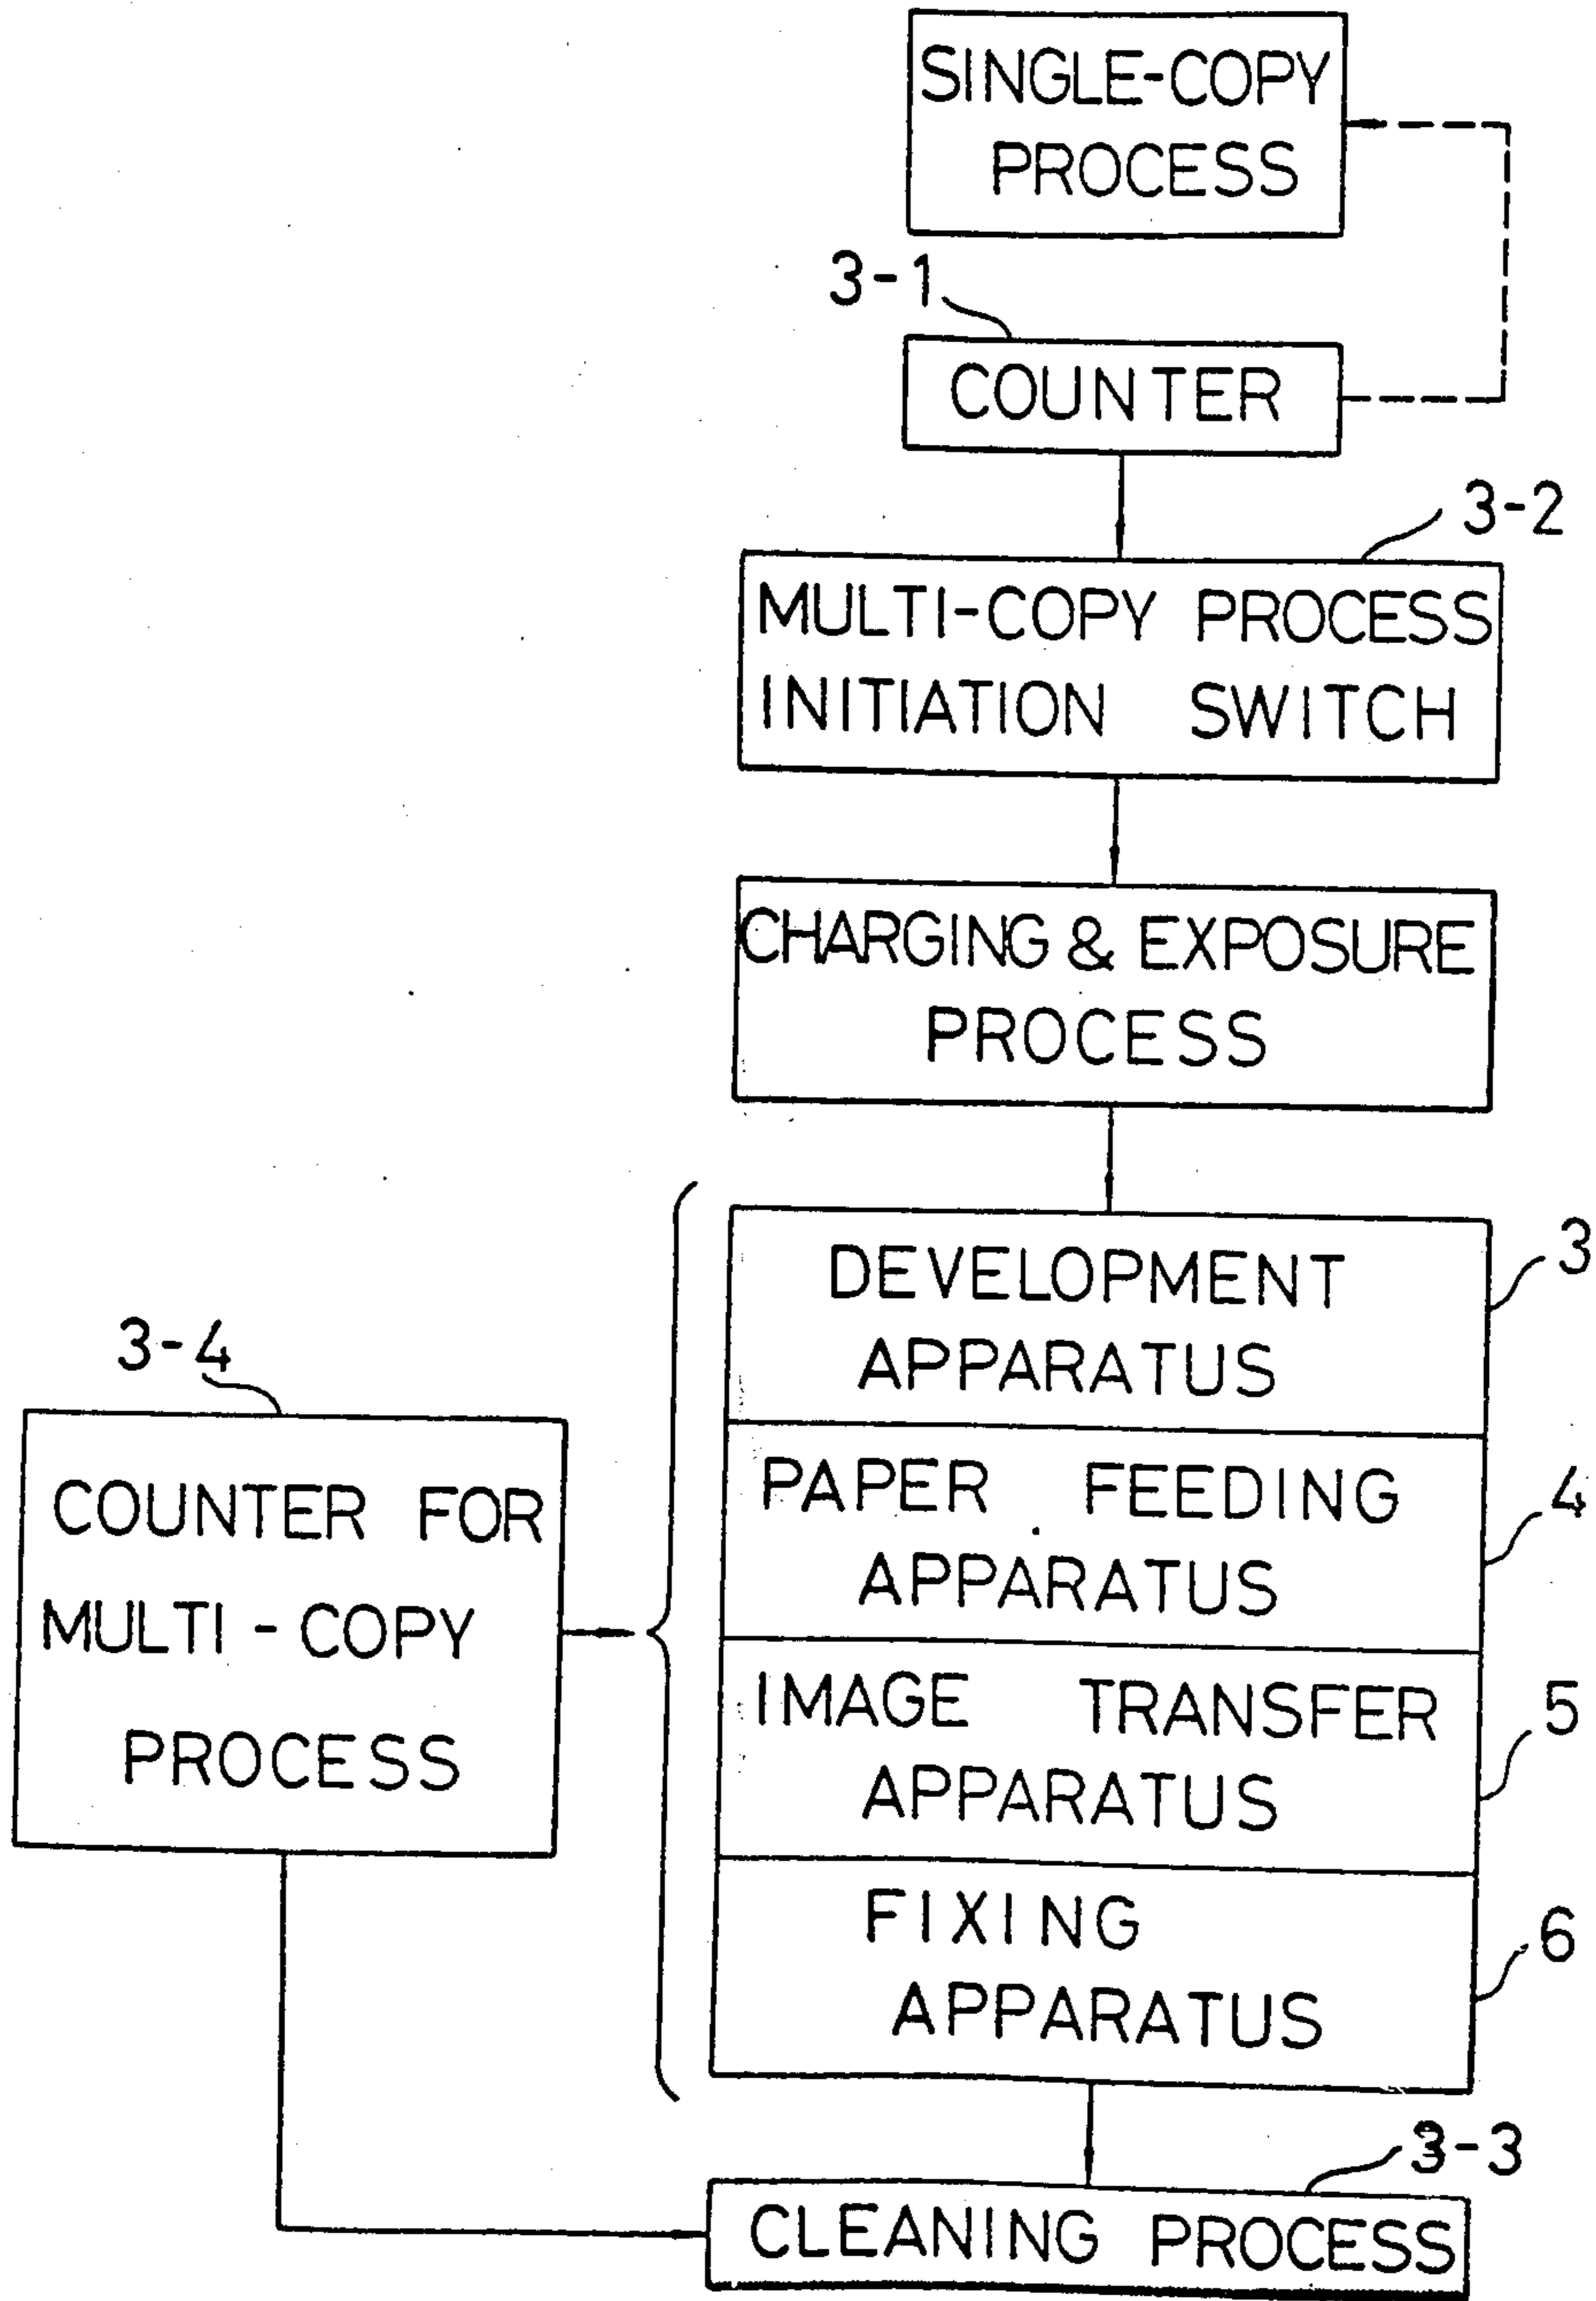 SINGLE-COPY
PROCESS
3-1
COUNTER
3-2
MULTI-COPY PROCESS
INITIATION SWITCH
CHARGING & EXPOSURE
PROCESS
DEVELOPMENT
APPARATUS
3
3-4
COUNTER FOR
MULTI-COPY
PROCESS
PAPER FEEDING
APPARATUS
4
IMAGE TRANSFER
APPARATUS
5
FIXING
APPARATUS
6
3-3
CLEANING PROCESS